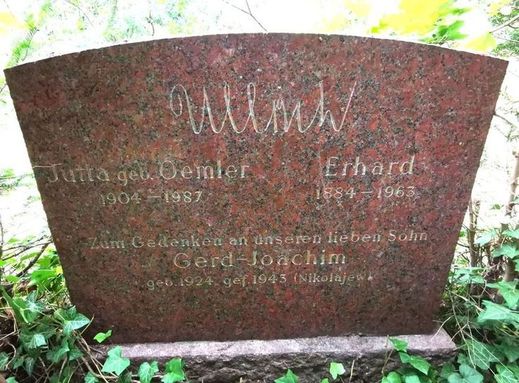 Ullrich
Jutta geb. Oemler Erhard
1904–1987 1884–1963
Zum Gedenken an unseren lieben Sohn
Gerd-Joachim
geb. 1924, gef. 1943 (Nikolajew)